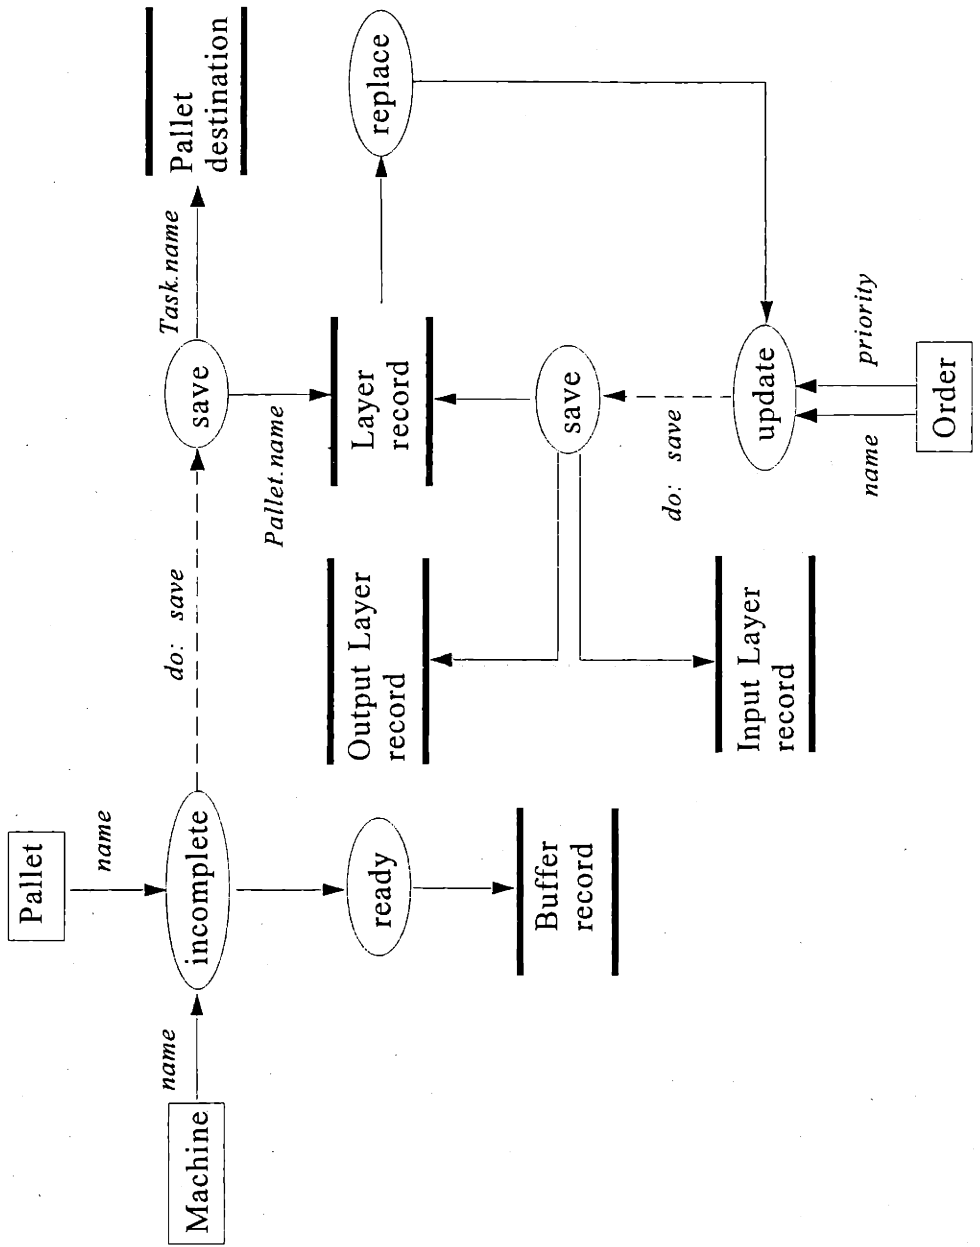 Pallet
name
Machine
name
incomplete
do: save
save
Task.name
Pallet
destination
Pallet.name
ready
Output Layer
record
Layer
record
replace
Buffer
record
save
do: save
Input Layer
record
update
name
priority
Order